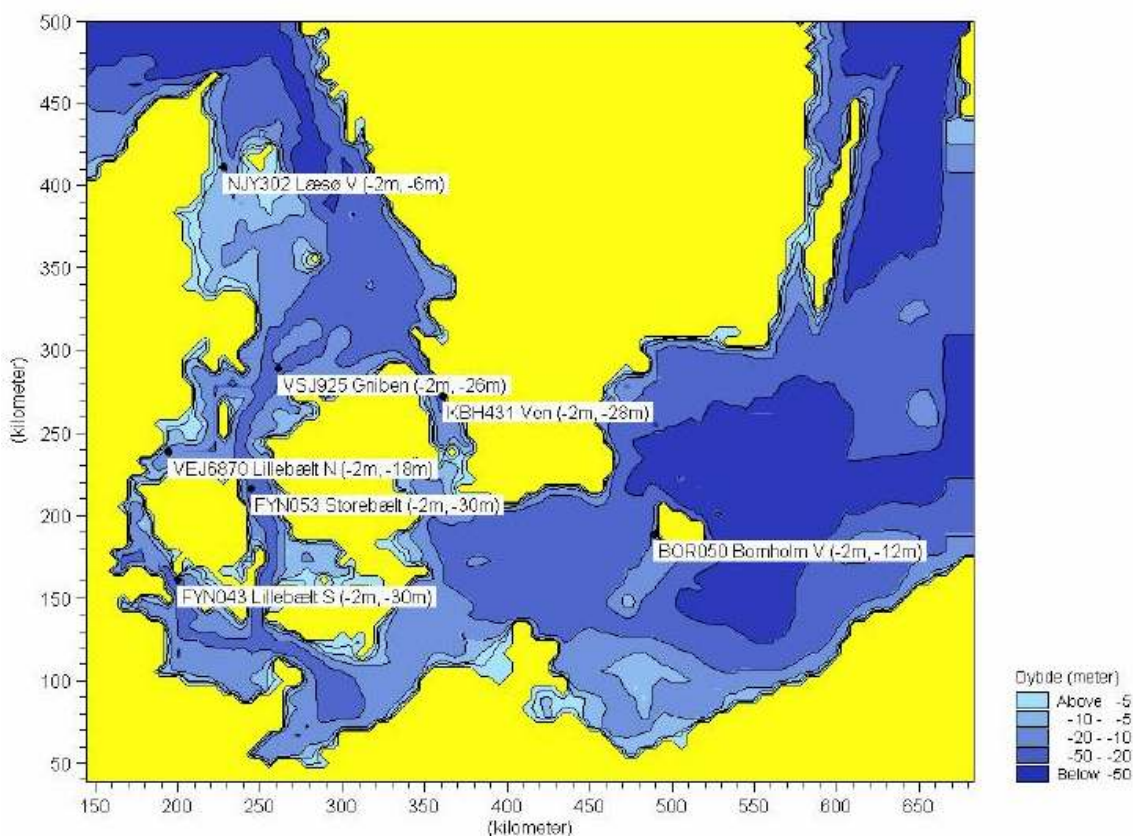 500
450
400
350
300
250
200
150
100
50
(kilometer)
NJY302 Læsø V (-2m, -6m)
VSJ925 Gniben (-2m, -26m)
KBH431 Ven (-2m, -28m)
VEJ6870 Lillebælt N (-2m, -18m)
FYN053 Storebælt (-2m, -30m)
BOR050 Bornholm V (-2m, -12m)
FYN043 Lillebælt S (-2m, -30m)
150 200 250 300 350 400 450 500 550 600 650
(kilometer)
Dybde (meter)
Above -5
-10 - -5
-20 - -10
-50 - -20
Below -50